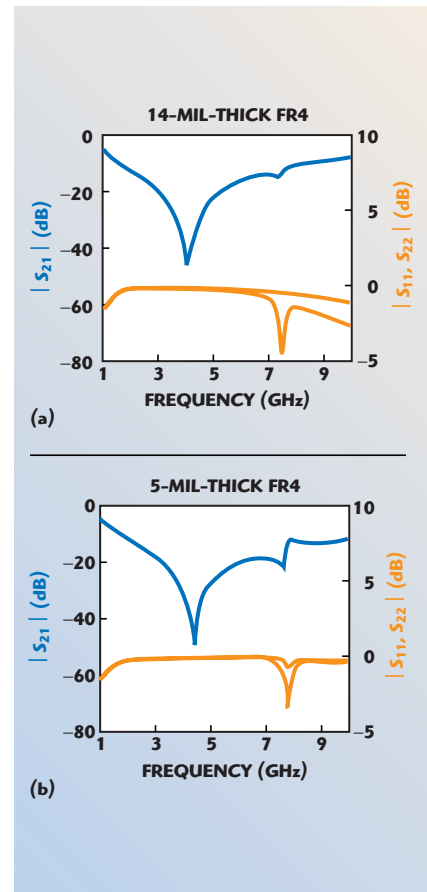 14-MIL-THICK FR4
0
–20
–40
–60
–80
| S21 | (dB)
10
5
0
–5
| S11, S22 | (dB)
1 3 5 7 9
FREQUENCY (GHz)
(a)
5-MIL-THICK FR4
0
–20
–40
–60
–80
| S21 | (dB)
10
5
0
–5
| S11, S22 | (dB)
1 3 5 7 9
FREQUENCY (GHz)
(b)